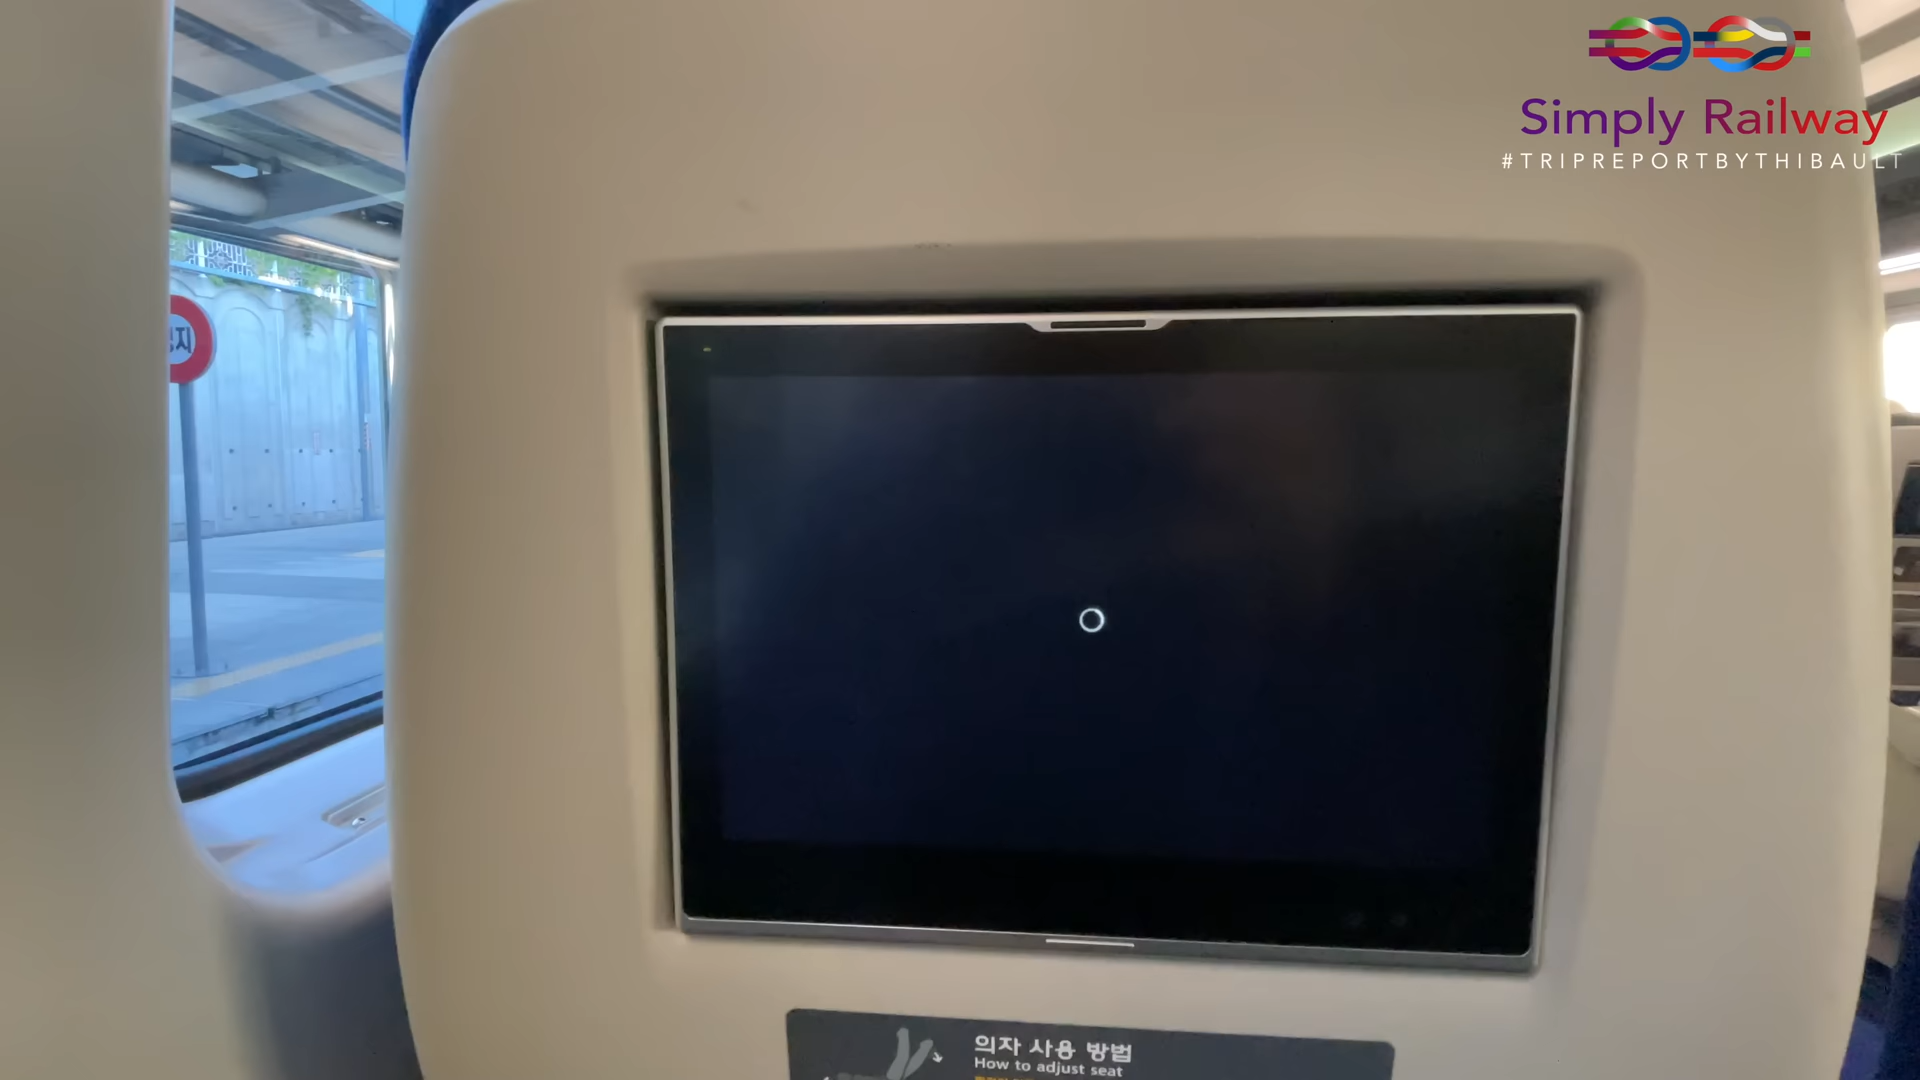 Simply Railway
#TRIPREPORTBYTHIBAULT
의자 사용 방법
How to adjust seat